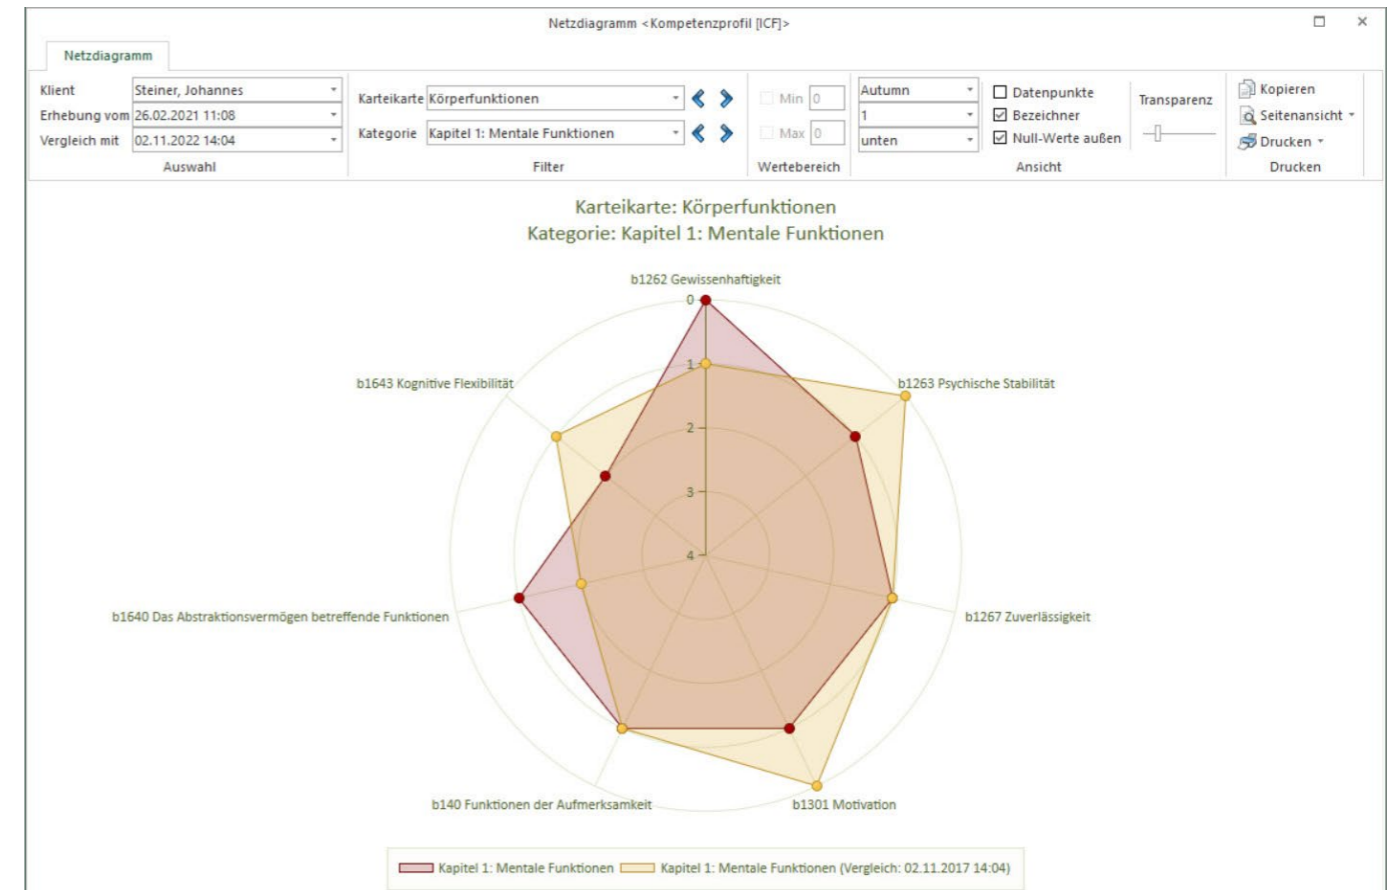 Netzdiagramm <Kompetenzprofil [ICF]>
Netzdiagramm
Klient Steiner, Johannes
Erhebung vom 26.02.2021 11:08
Vergleich mit 02.11.2022 14:04
Auswahl
Karteikarte Körperfunktionen
Kategorie Kapitel 1: Mentale Funktionen
Filter
Min 0
Max 0
Wertebereich
Autumn
1
unten
Datenpunkte
Bezeichner
Null-Werte außen
Transparenz
Ansicht
Kopieren
Seitenansicht
Drucken
Drucken
Karteikarte: Körperfunktionen
Kategorie: Kapitel 1: Mentale Funktionen
b1262 Gewissenhaftigkeit
0
1
b1643 Kognitive Flexibilität
b1263 Psychische Stabilität
2
3
4
b1640 Das Abstraktionsvermögen betreffende Funktionen
b1267 Zuverlässigkeit
b140 Funktionen der Aufmerksamkeit
b1301 Motivation
Kapitel 1: Mentale Funktionen Kapitel 1: Mentale Funktionen (Vergleich: 02.11.2017 14:04)